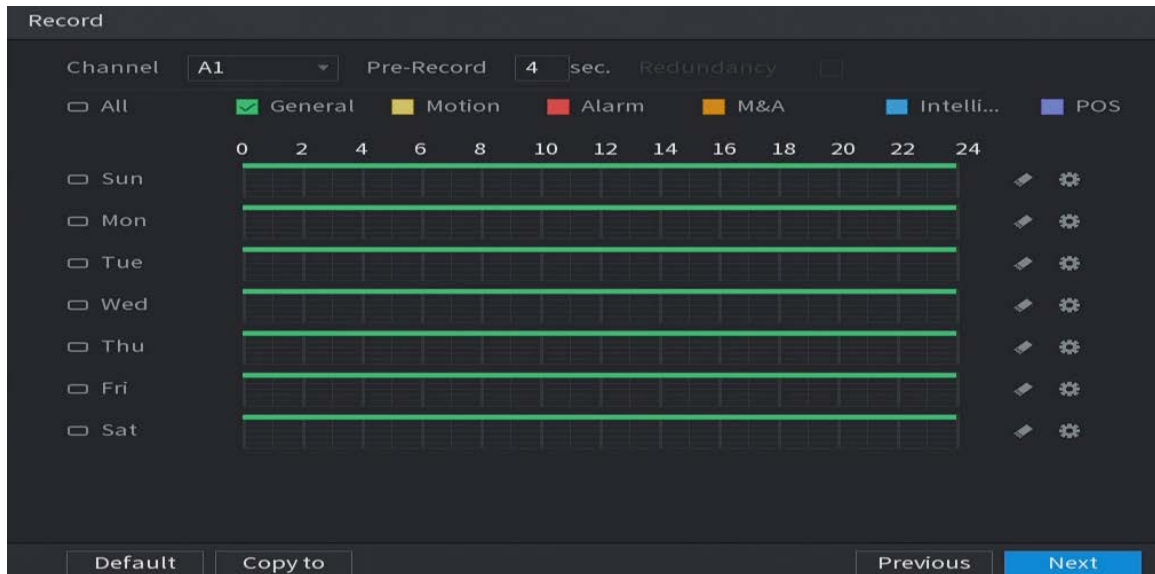 Record
Channel A1 Pre-Record 4 sec. Redundancy
All General Motion Alarm M&A Intelli... POS
0 2 4 6 8 10 12 14 16 18 20 22 24
Sun
Mon
Tue
Wed
Thu
Fri
Sat
Default Copy to Previous Next